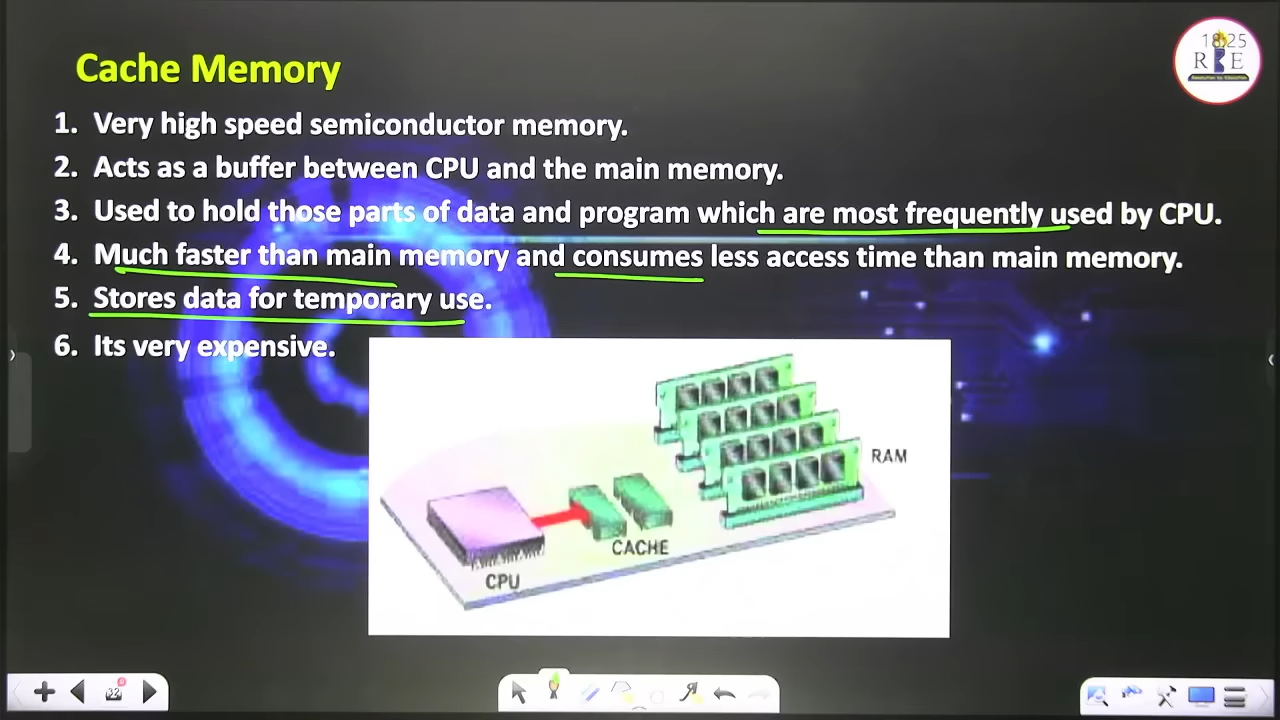 Cache Memory
18:25
R E
1. Very high speed semiconductor memory.
2. Acts as a buffer between CPU and the main memory.
3. Used to hold those parts of data and program which are most frequently used by CPU.
4. Much faster than main memory and consumes less access time than main memory.
5. Stores data for temporary use.
6. Its very expensive.
RAM
CACHE
CPU